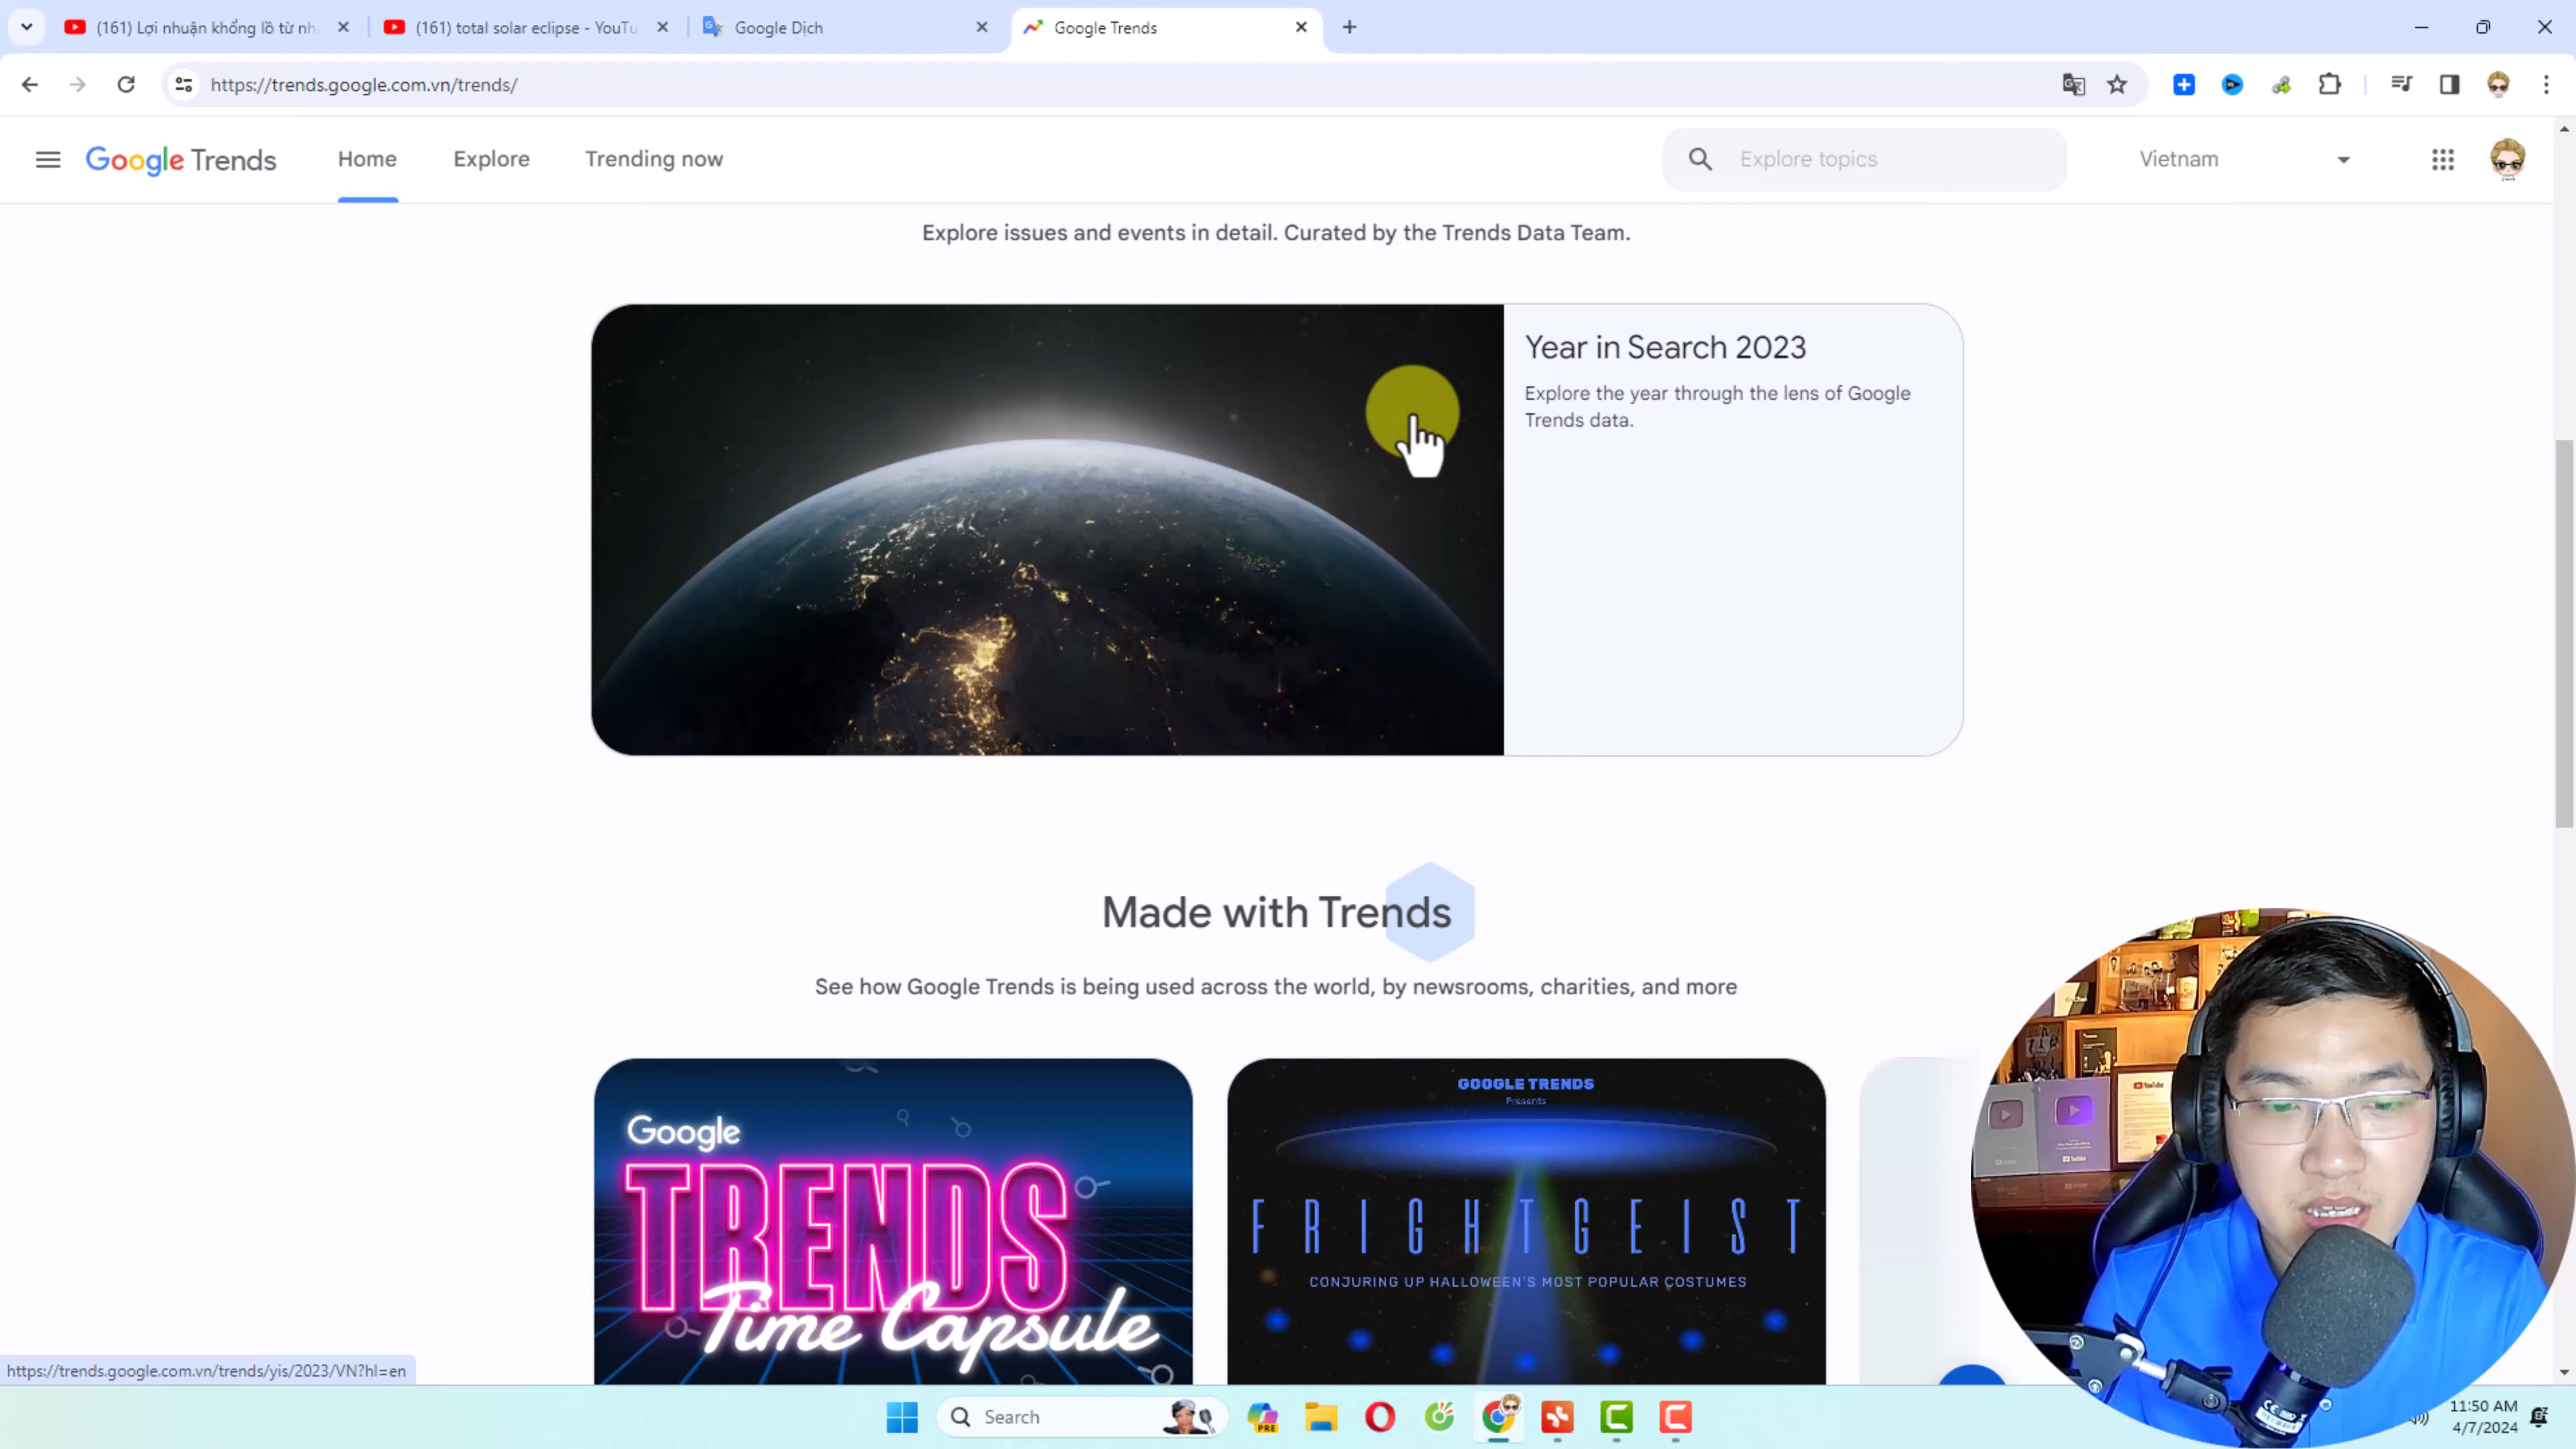 (161) Lợi nhuận khổng lồ từ nh
(161) total solar eclipse - YouTu
Google Dịch
Google Trends
https://trends.google.com.vn/trends/
Google Trends
Home
Explore
Trending now
Explore topics
Vietnam
Explore issues and events in detail. Curated by the Trends Data Team.
Year in Search 2023
Explore the year through the lens of Google
Trends data.
Made with Trends
See how Google Trends is being used across the world, by newsrooms, charities, and more
Google
TRENDS
Time Capsule
GOOGLE TRENDS
Presents
FRIGHTGEIST
CONJURING UP HALLOWEEN'S MOST POPULAR COSTUMES
https://trends.google.com.vn/trends/yis/2023/VN?hl=en
Search
PRE
11:50 AM
4/7/2024
YouTube
YouTube